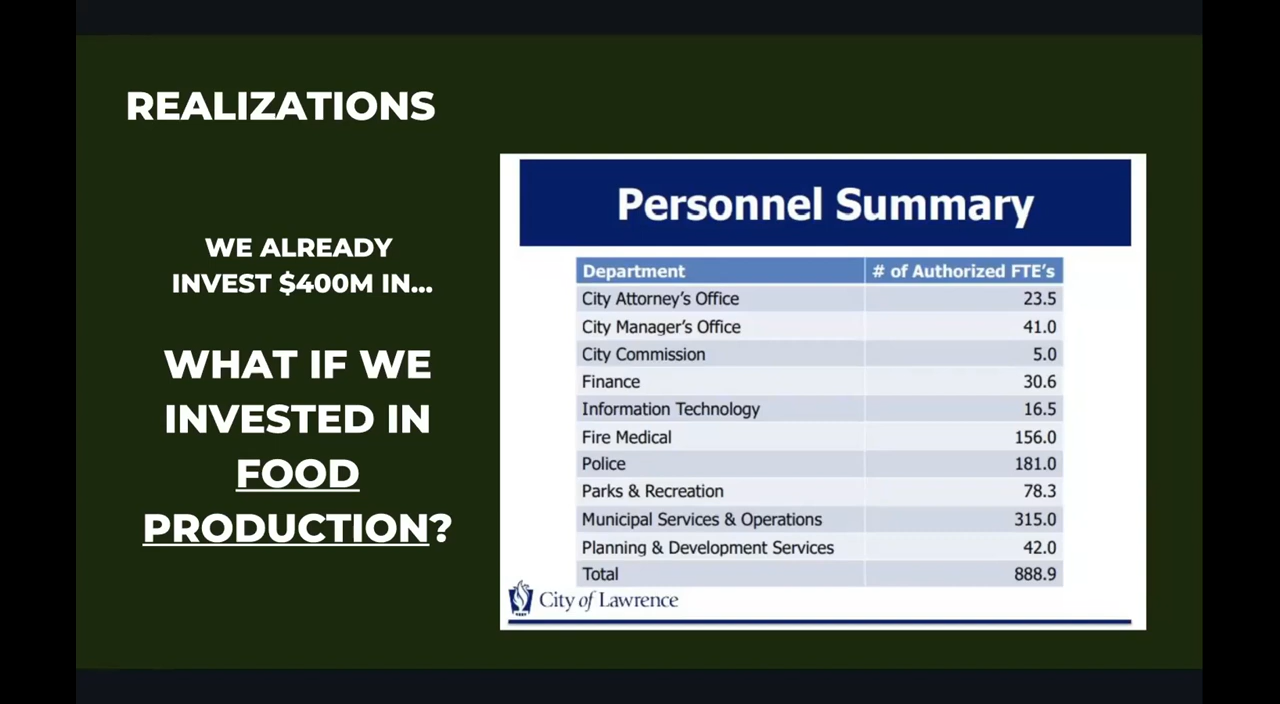 REALIZATIONS
WE ALREADY
INVEST $400M IN...
WHAT IF WE
INVESTED IN
FOOD
PRODUCTION?
Personnel Summary
Department # of Authorized FTE's
City Attorney's Office 23.5
City Manager's Office 41.0
City Commission 5.0
Finance 30.6
Information Technology 16.5
Fire Medical 156.0
Police 181.0
Parks & Recreation 78.3
Municipal Services & Operations 315.0
Planning & Development Services 42.0
Total 888.9
City of Lawrence